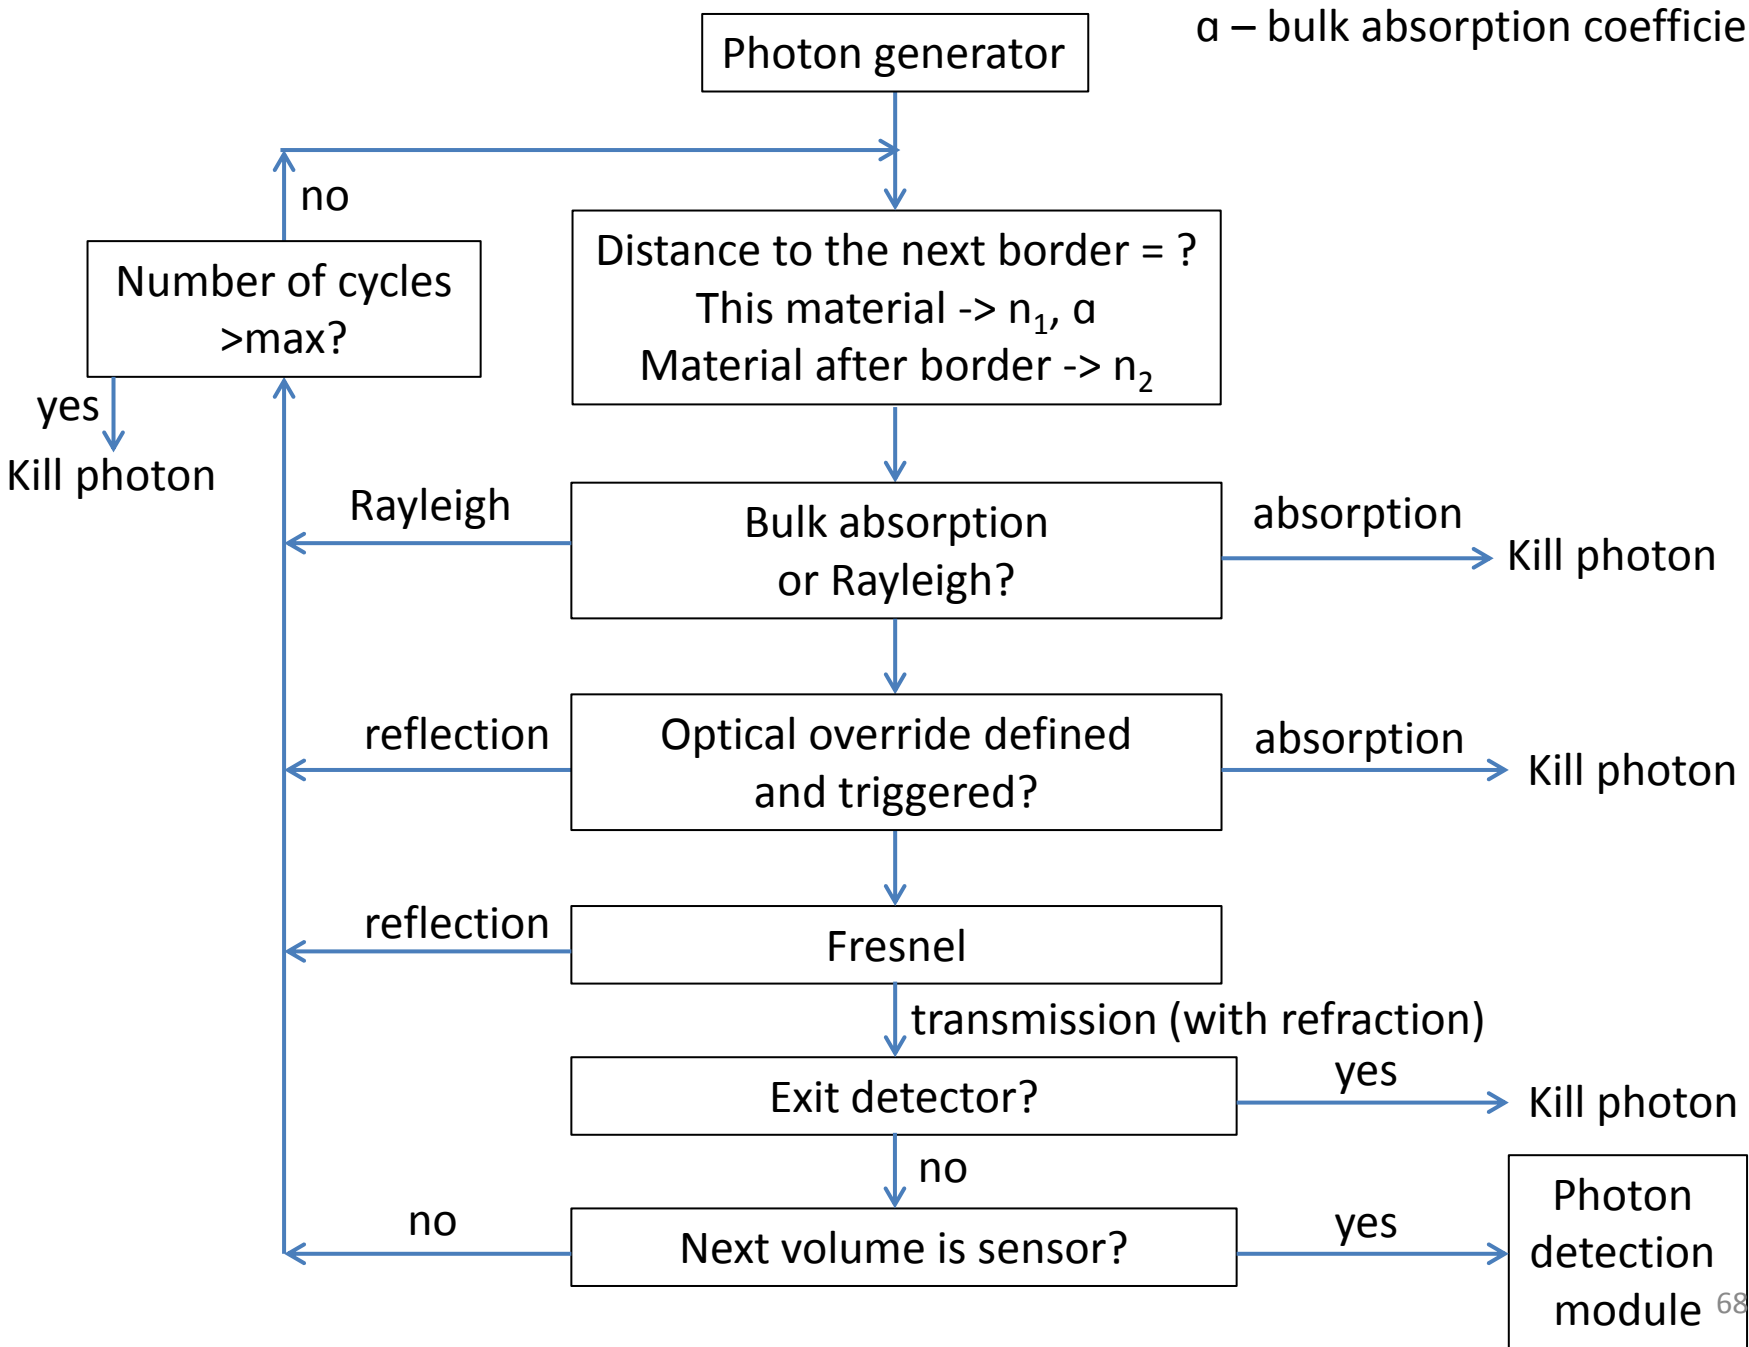 α – bulk absorption coefficie
Photon generator
no
Number of cycles
>max?
yes
Kill photon
Distance to the next border = ?
This material -> n₁, α
Material after border -> n₂
Rayleigh
Bulk absorption
or Rayleigh?
absorption
Kill photon
reflection
Optical override defined
and triggered?
absorption
Kill photon
reflection
Fresnel
transmission (with refraction)
Exit detector?
yes
Kill photon
no
no
Next volume is sensor?
yes
Photon
detection
module
68